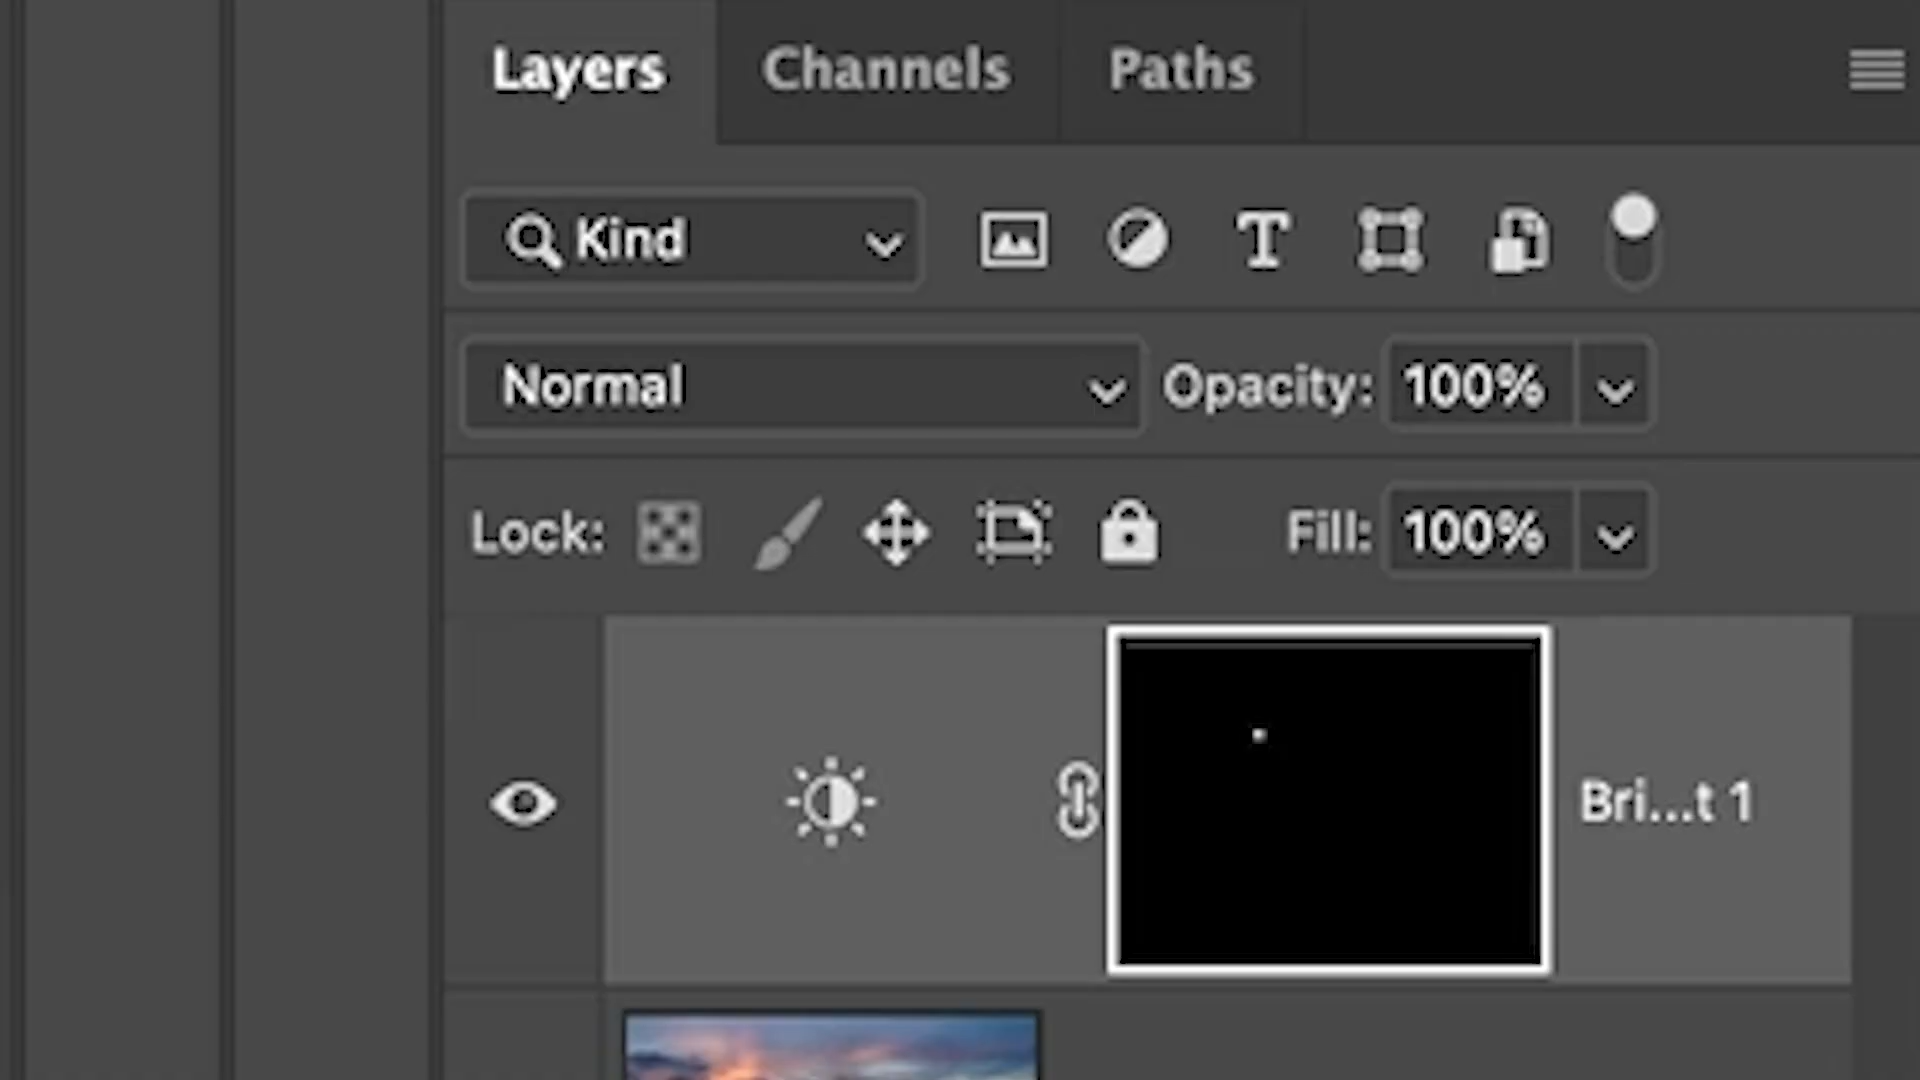 Layers Channels Paths
Kind
Normal Opacity: 100%
Lock: Fill: 100%
Bri...t 1